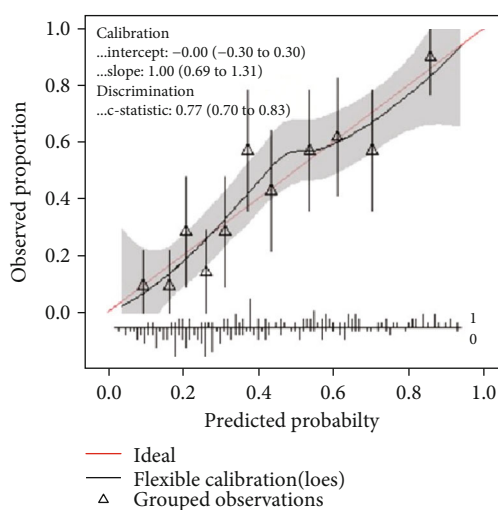 Calibration
...intercept: −0.00 (−0.30 to 0.30)
...slope: 1.00 (0.69 to 1.31)
Discrimination
...c-statistic: 0.77 (0.70 to 0.83)
Observed proportion
1.0
0.8
0.6
0.4
0.2
0.0
1
0
0.0 0.2 0.4 0.6 0.8 1.0
Predicted probabilty
Ideal
Flexible calibration(loes)
Grouped observations